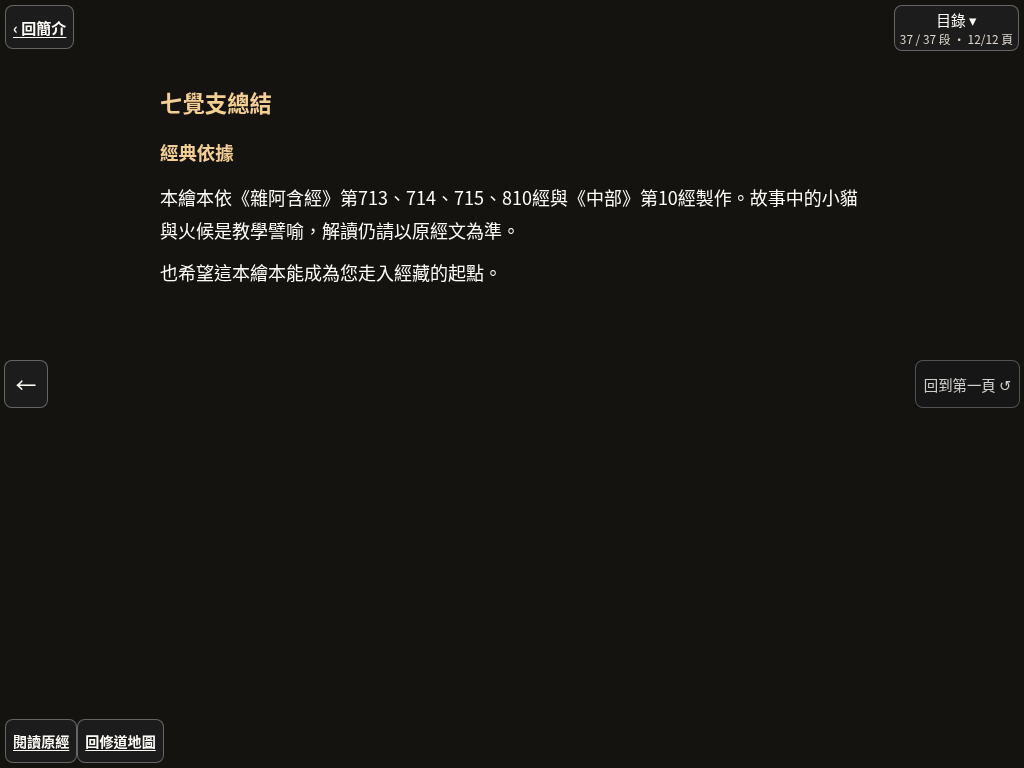 ‹ 回簡介
目錄 ▾
37 / 37 段 · 12/12 頁
七覺支總結
經典依據
本繪本依《雜阿含經》第713、714、715、810經與《中部》第10經製作。故事中的小貓
與火候是教學譬喻，解讀仍請以原經文為準。
也希望這本繪本能成為您走入經藏的起點。
←
回到第一頁 ↺
閱讀原經
回修道地圖